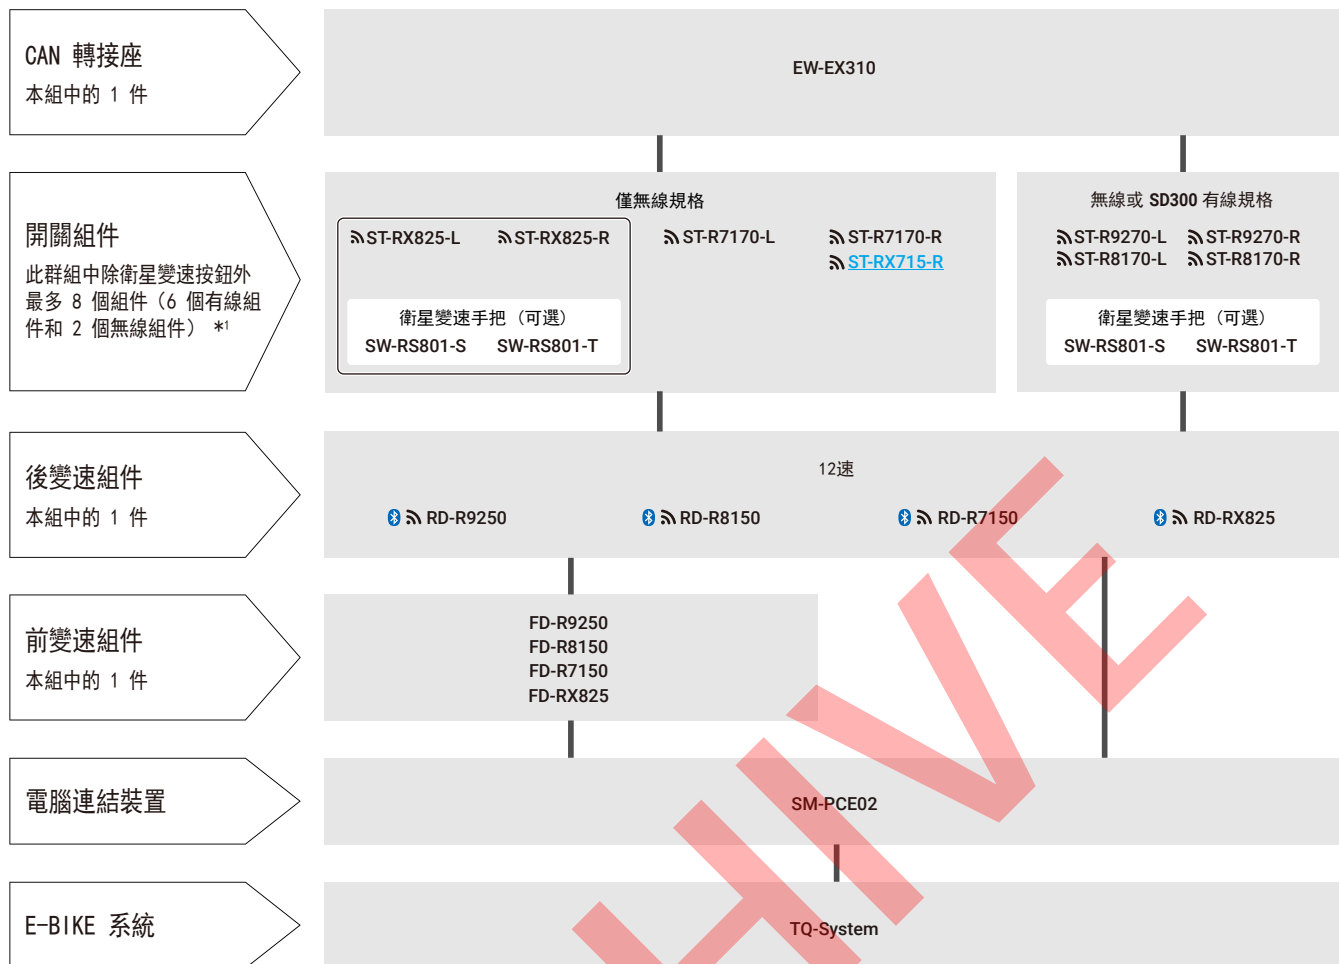 CAN 轉接座
本組中的 1 件
EW-EX310
開關組件
此群組中除衛星變速按鈕外
最多 8 個組件（6 個有線組
件和 2 個無線組件） *1
僅無線規格
ST-RX825-L ST-RX825-R ST-R7170-L ST-R7170-R
ST-RX715-R
衛星變速手把（可選）
SW-RS801-S SW-RS801-T
無線或 SD300 有線規格
ST-R9270-L ST-R9270-R
ST-R8170-L ST-R8170-R
衛星變速手把（可選）
SW-RS801-S SW-RS801-T
後變速組件
本組中的 1 件
12速
RD-R9250 RD-R8150 RD-R7150 RD-RX825
前變速組件
本組中的 1 件
FD-R9250
FD-R8150
FD-R7150
FD-RX825
電腦連結裝置
SM-PCE02
E-BIKE 系統
TQ-System
HIVE